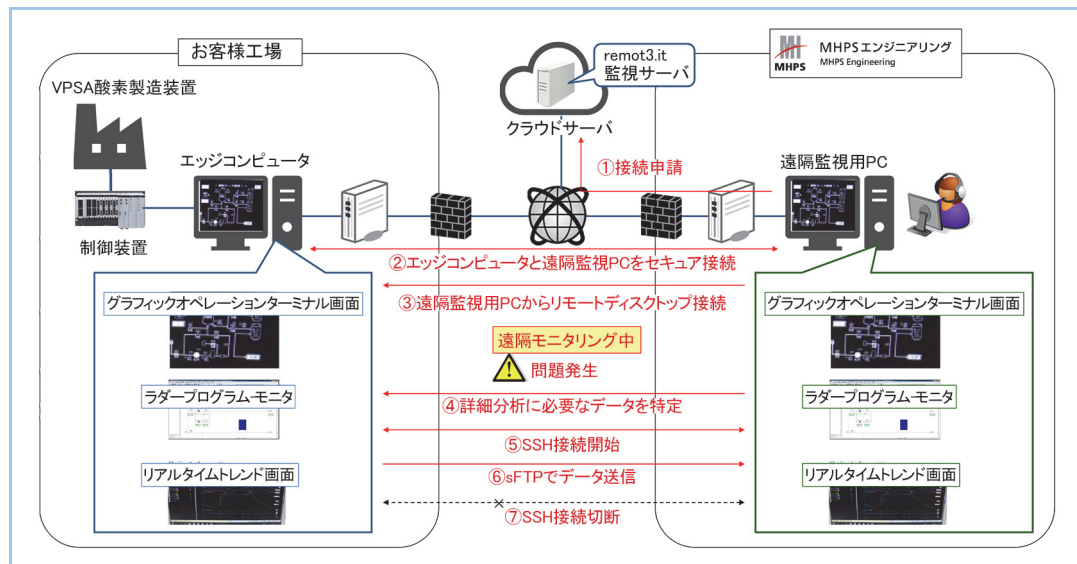 お客様工場
remot3.it
監視サーバ
MHPS
MHPSエンジニアリング
MHPS Engineering
VPSA酸素製造装置
クラウドサーバ
エッジコンピュータ
①接続申請
遠隔監視用PC
制御装置
②エッジコンピュータと遠隔監視PCをセキュア接続
③遠隔監視用PCからリモートディスクトップ接続
グラフィックオペレーションターミナル画面
グラフィックオペレーションターミナル画面
遠隔モニタリング中
問題発生
ラダープログラム-モニタ
ラダープログラム-モニタ
④詳細分析に必要なデータを特定
⑤SSH接続開始
リアルタイムトレンド画面
リアルタイムトレンド画面
⑥sFTPでデータ送信
⑦SSH接続切断